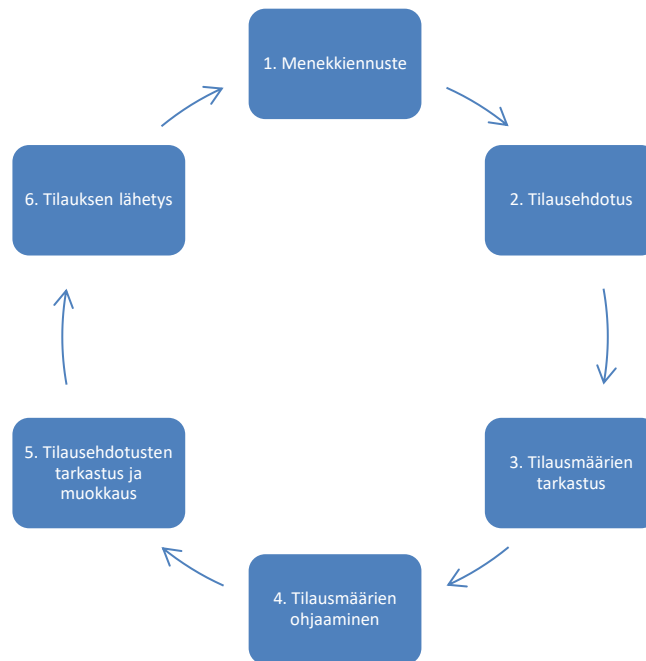 1. Menekkiennuste
2. Tilausehdotus
3. Tilausmäärien
tarkastus
4. Tilausmäärien
ohjaaminen
5. Tilausehdotusten
tarkastus ja
muokkaus
6. Tilauksen lähetys